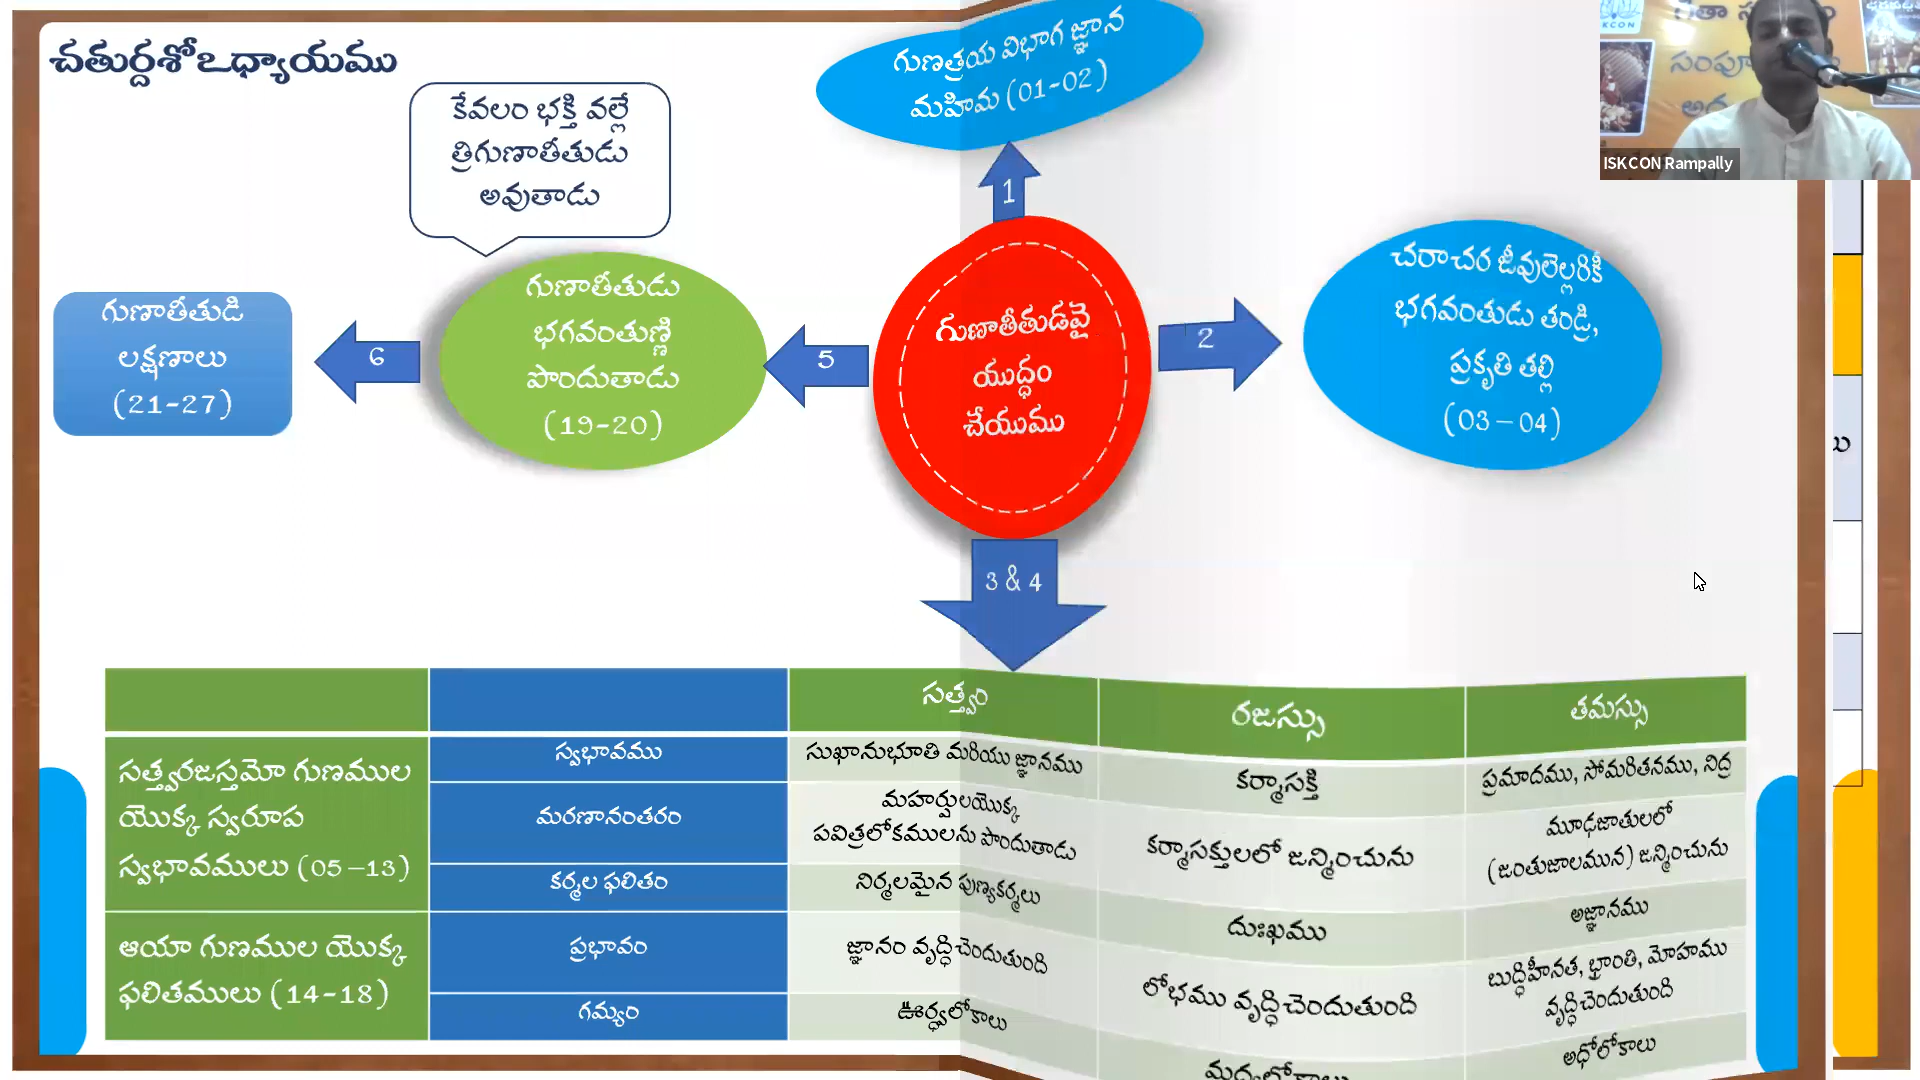 చతుర్దశోఽధ్యాయము
గుణత్రయ విభాగ జ్ఞాన
మహిమ (01-02)
కేవలం భక్తి వల్లే
త్రిగుణాతీతుడు
అవుతాడు
1
ISKCON Rampally
గుణాతీతుడి
లక్షణాలు
(21-27)
6
గుణాతీతుడు
భగవంతుణ్ణి
పొందుతాడు
(19-20)
5
గుణాతీతుడవై
యుద్ధం
చేయుము
2
చరాచర జీవులెల్లరికీ
భగవంతుడు తండ్రి,
ప్రకృతి తల్లి
(03 – 04)
3 & 4
సత్త్వం
రజస్సు
తమస్సు
సత్త్వరజస్తమో గుణముల
యొక్క స్వరూప
స్వభావములు (05 –13)
స్వభావము
సుఖానుభూతి మరియు జ్ఞానము
కర్మాసక్తి
ప్రమాదము, సోమరితనము, నిద్ర
మరణానంతరం
మహర్షులయొక్క
పవిత్రలోకములను పొందుతాడు
కర్మాసక్తులలో జన్మించును
మూఢజాతులలో
(జంతుజాలమున) జన్మించును
కర్మల ఫలితం
నిర్మలమైన పుణ్యకర్మలు
దుఃఖము
అజ్ఞానము
ఆయా గుణముల యొక్క
ఫలితములు (14-18)
ప్రభావం
జ్ఞానం వృద్ధిచెందుతుంది
లోభము వృద్ధిచెందుతుంది
బుద్ధిహీనత, భ్రాంతి, మోహము
వృద్ధిచెందుతుంది
గమ్యం
ఊర్ధ్వలోకాలు
మధ్యలోకాలు
అధోలోకాలు